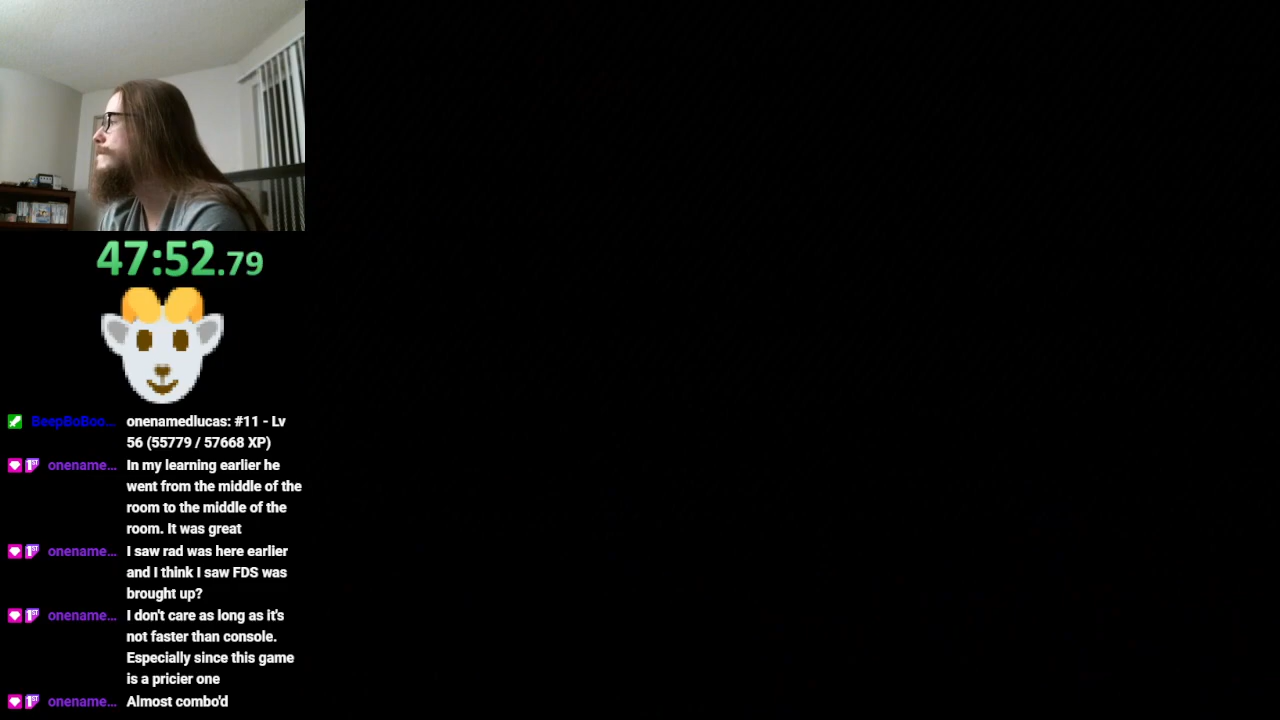 47:52.79
BeepBoBoo... onenamedlucas: #11 - Lv
56 (55779 / 57668 XP)
onename... In my learning earlier he
went from the middle of the
room to the middle of the
room. It was great
onename... I saw rad was here earlier
and I think I saw FDS was
brought up?
onename... I don't care as long as it's
not faster than console.
Especially since this game
is a pricier one
onename... Almost combo'd